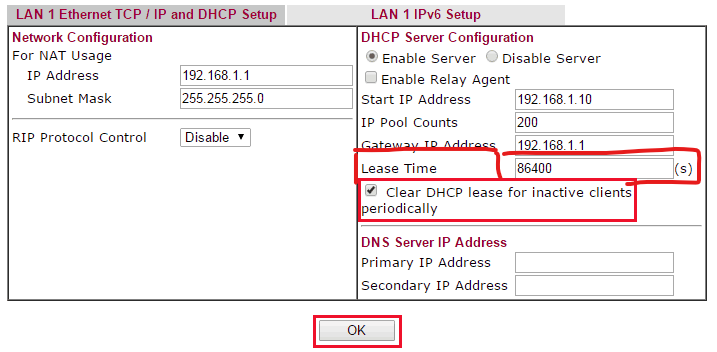 LAN 1 Ethernet TCP / IP and DHCP Setup
LAN 1 IPv6 Setup
Network Configuration
For NAT Usage
IP Address 192.168.1.1
Subnet Mask 255.255.255.0
RIP Protocol Control Disable
DHCP Server Configuration
Enable Server Disable Server
Enable Relay Agent
Start IP Address 192.168.1.10
IP Pool Counts 200
Gateway IP Address 192.168.1.1
Lease Time 86400 (s)
Clear DHCP lease for inactive clients
periodically
DNS Server IP Address
Primary IP Address
Secondary IP Address
OK